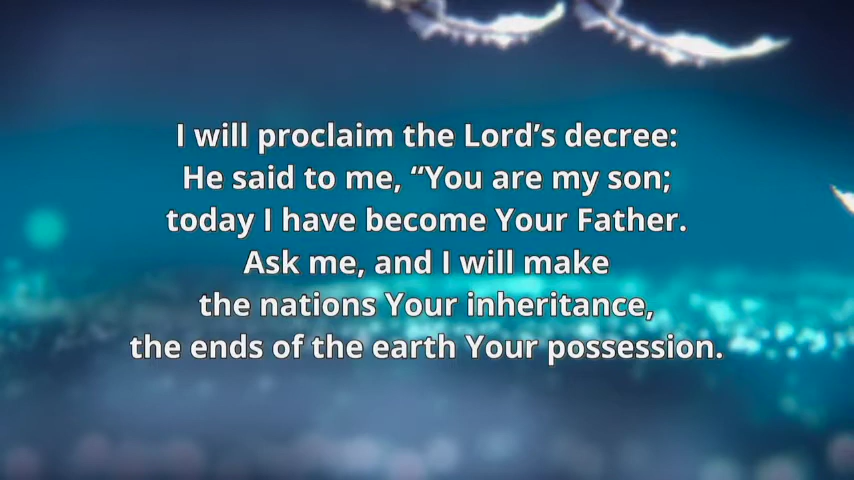 I will proclaim the Lord’s decree:
He said to me, “You are my son;
today I have become Your Father.
Ask me, and I will make
the nations Your inheritance,
the ends of the earth Your possession.